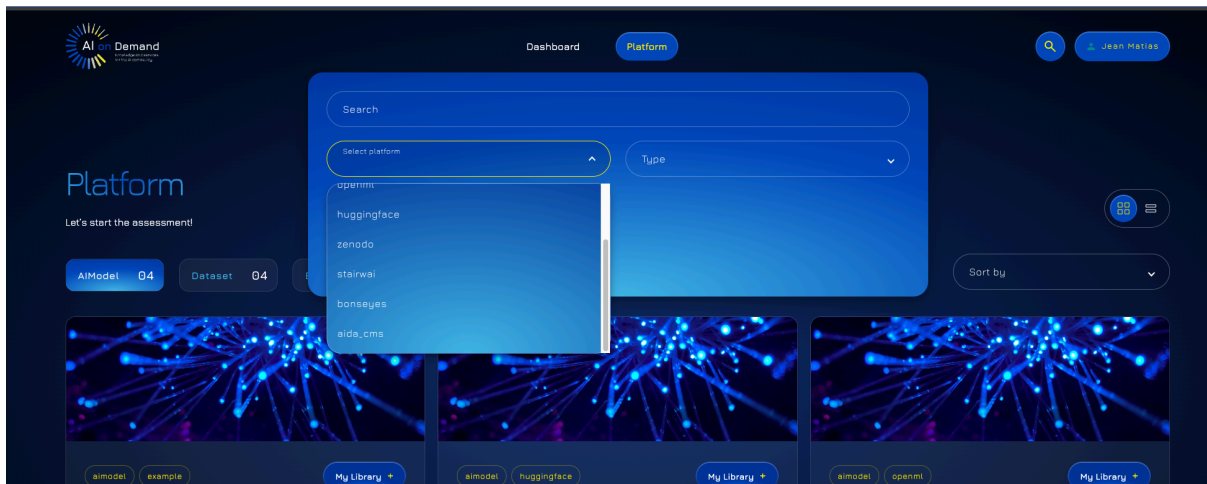 AI on Demand
Dashboard
Platform
Jean Matias
Search
Select platform
Type
openml
huggingface
zenodo
stairwai
bonseyes
aida_cms
Platform
Let's start the assessment!
AIModel 04
Dataset 04
Sort by
aimodel example My Library +
aimodel huggingface My Library +
aimodel openml My Library +